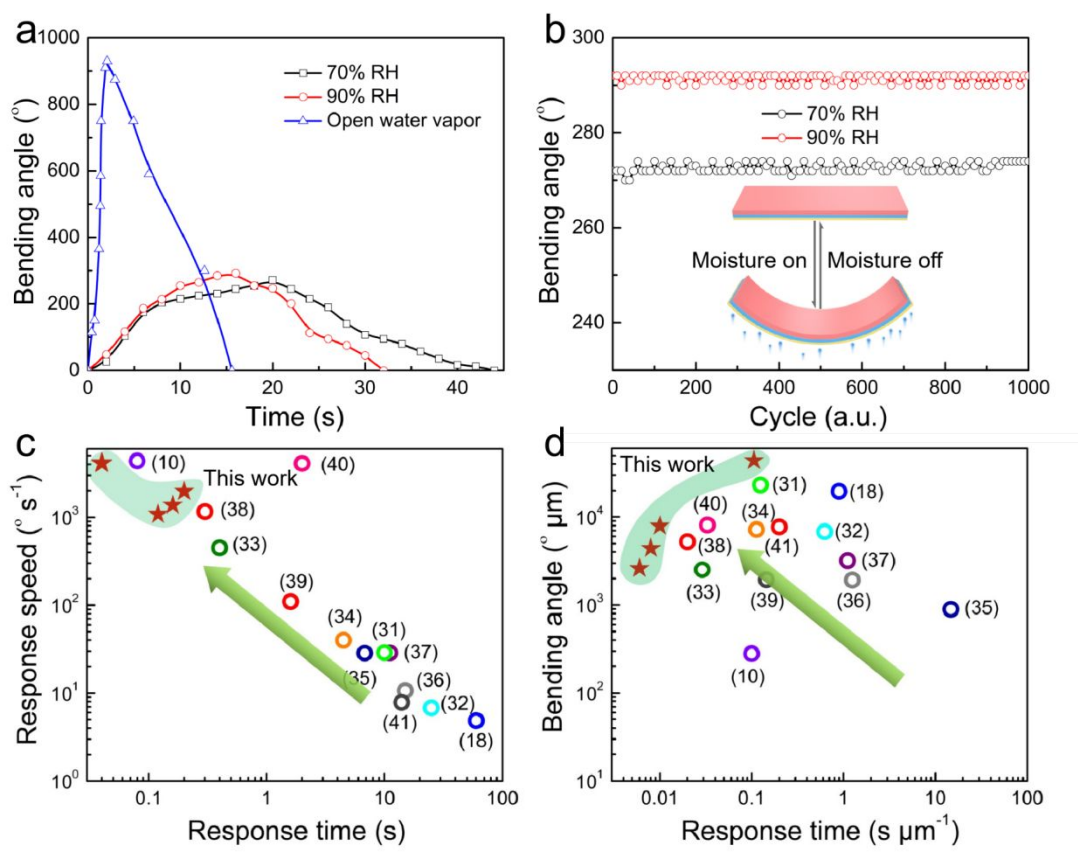 a
1000
800
600
400
200
0
Bending angle (°)
70% RH
90% RH
Open water vapor
0 10 20 30 40
Time (s)
b
300
280
260
240
Bending angle (°)
70% RH
90% RH
Moisture on
Moisture off
0 200 400 600 800 1000
Cycle (a.u.)
c
10³
10²
10¹
10⁰
Response speed (° s⁻¹)
(10)
This work
(40)
(38)
(33)
(39)
(34)
(31)
(35)
(37)
(36)
(41)
(32)
(18)
0.1 1 10 100
Response time (s)
d
10⁴
10³
10²
10¹
Bending angle (° µm)
This work
(31)
(18)
(40)
(34)
(32)
(38)
(41)
(37)
(33)
(39)
(36)
(35)
(10)
0.01 0.1 1 10 100
Response time (s µm⁻¹)